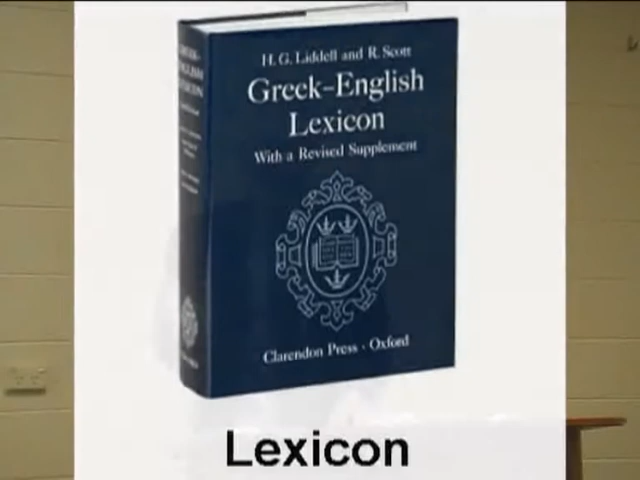 H. G. Liddell and R. Scott
Greek-English
Lexicon
With a Revised Supplement
Clarendon Press · Oxford
Lexicon